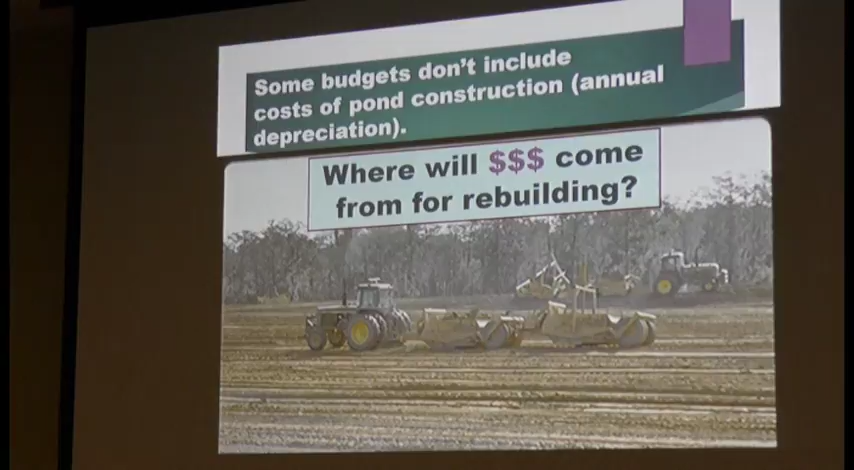 Some budgets don't include
costs of pond construction (annual
depreciation).
Where will $$$ come
from for rebuilding?